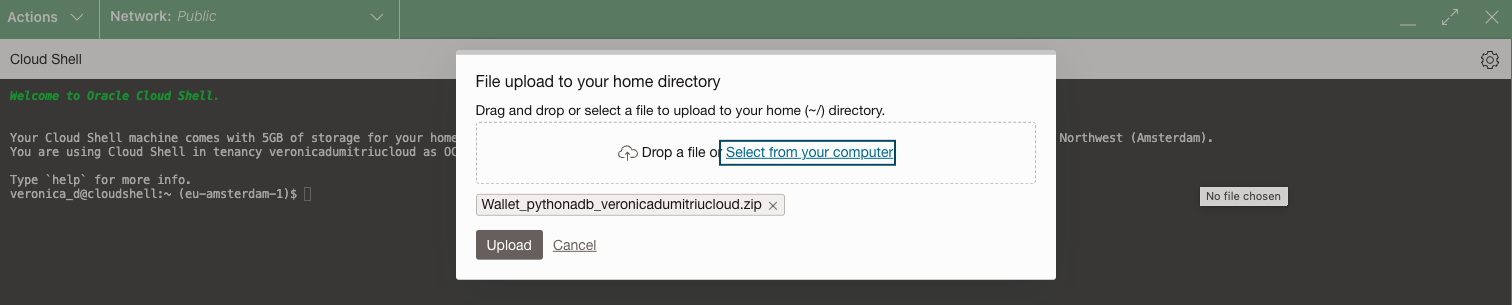 Actions
Network: Public
Cloud Shell
Welcome to Oracle Cloud Shell.
Your Cloud Shell machine comes with 5GB of storage for your home
Northwest (Amsterdam).
You are using Cloud Shell in tenancy veronicadumitriucloud as OC
Type `help` for more info.
veronica_d@cloudshell:~ (eu-amsterdam-1)$
File upload to your home directory
Drag and drop or select a file to upload to your home (~/) directory.
Drop a file or Select from your computer
Wallet_pythonadb_veronicadumitriucloud.zip ×
Upload Cancel
No file chosen